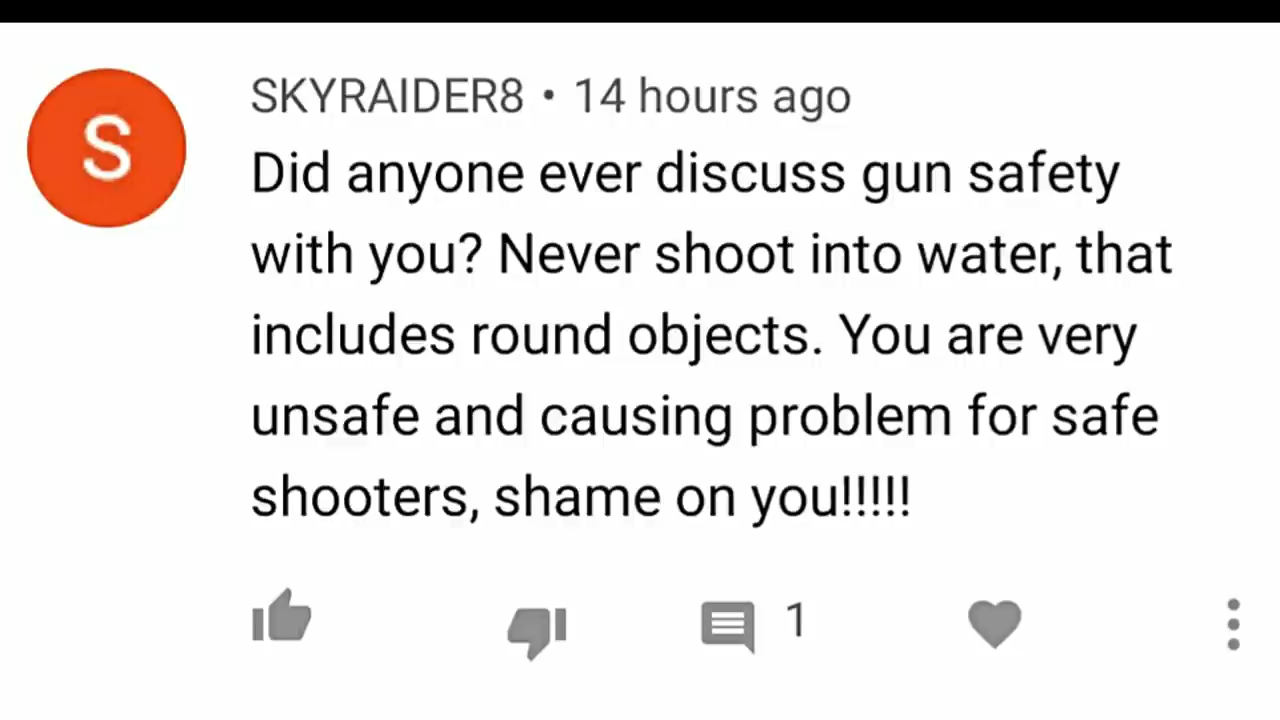 S
SKYRAIDER8 • 14 hours ago
Did anyone ever discuss gun safety
with you? Never shoot into water, that
includes round objects. You are very
unsafe and causing problem for safe
shooters, shame on you!!!!!
1